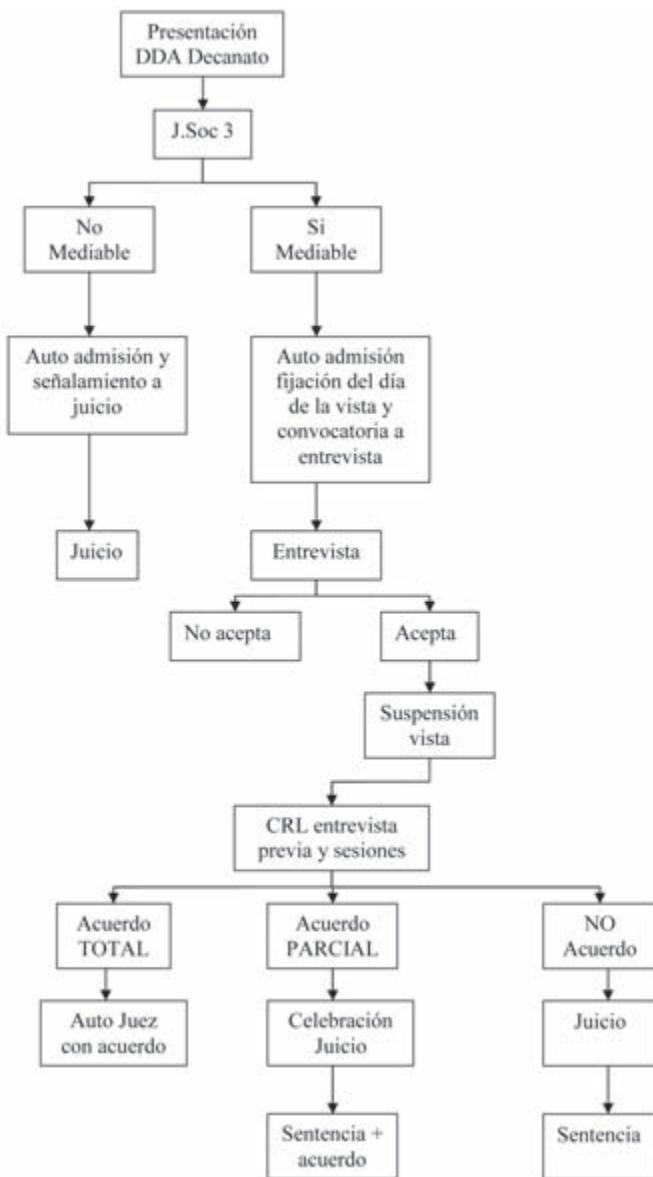 Presentación
DDA Decanato
J.Soc 3
No
Mediable
Si
Mediable
Auto admisión y
señalamiento a
juicio
Auto admisión
fijación del día
de la vista y
convocatoria a
entrevista
Juicio
Entrevista
No acepta
Acepta
Suspensión
vista
CRL entrevista
previa y sesiones
Acuerdo
TOTAL
Acuerdo
PARCIAL
NO
Acuerdo
Auto Juez
con acuerdo
Celebración
Juicio
Juicio
Sentencia +
acuerdo
Sentencia